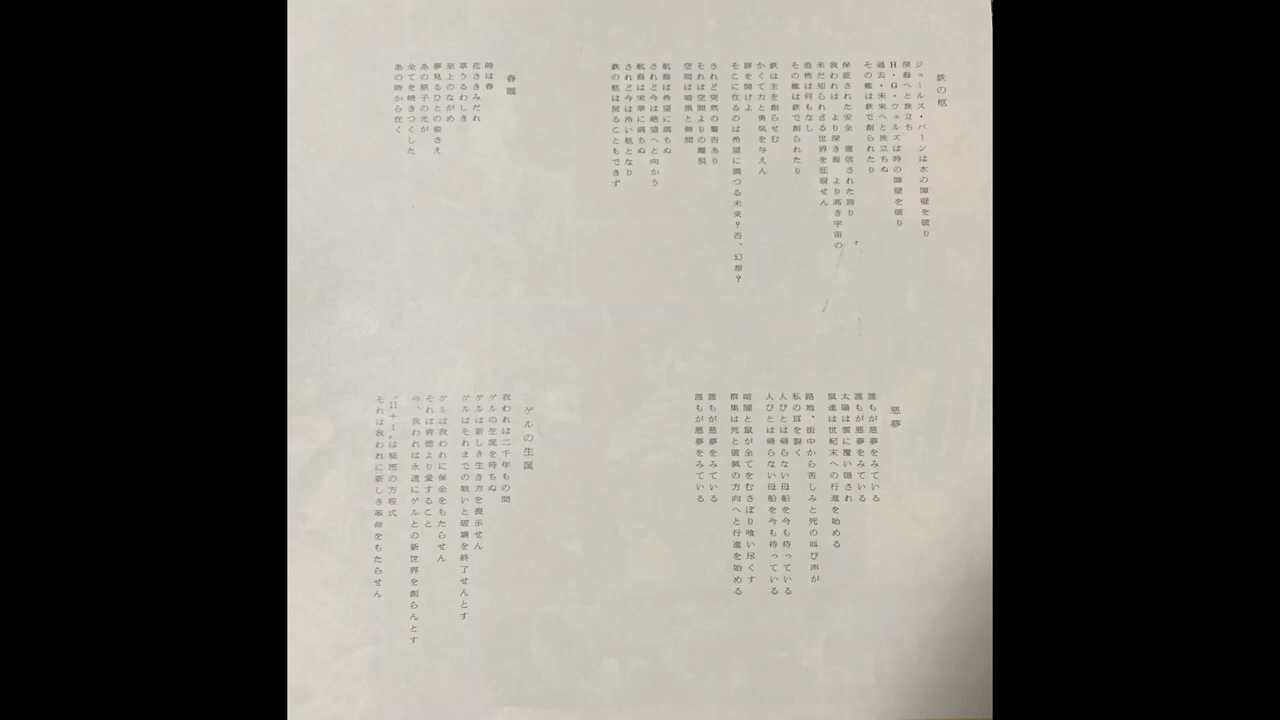 鉄の柩
ジュールズ・バーンは水の障壁を破り
深海へと旅立ち
H・G・ウェルズは時の障壁を破り
過去・未来へと旅立ちぬ
その艦は鉄で創られたり
保証された安全 確信された誇り
我われは より深き海 より高き宇宙の
未だ知られざる世界を征服せん
恐怖は何もなし
その艦は鉄で創られたり
鉄は主を創らせむ
かくて力と勇気を与えん
扉を開けよ
そこに在るのは希望に満つる未来?否、幻想?
されど突然の警告あり
それは空間よりの離脱
空間は暗黒と無間
航海は希望に満ちぬ
されど今は絶望へと向かう
航海は栄華に満ちぬ
されど今は冷い柩となり
鉄の柩は戻ることもできず
春朧
時は春
花さきみだれ
草うるわしき
至上のながめ
夢見るひとの姿さえ
あの原子の光が
全てを焼きつくした
あの時から在く
悪夢
誰もが悪夢をみている
誰もが悪夢をみている
太陽は雲に覆い隠され
鼠達は世紀末への行進を始める
路地、街中から苦しみと死の叫び声が
私の耳を裂く
人びとは帰らない母船を今も待っている
人びとは帰らない母船を今も待っている
暗闇と鼠が全てをむさぼり喰い尽くす
群集は死と破滅の方向へと行進を始める
誰もが悪夢をみている
誰もが悪夢をみている
ゲルの生誕
我われは二千年もの間
ゲルの生誕を待ちぬ
ゲルは新しき生き方を提示せん
ゲルはそれまでの戦いと破壊を終了せんとす
ゲルは我われに保全をもたらせん
それは背徳より愛すること
今、我われは永遠にゲルとの新世界を創らんとす
"11+1"は秘密の方程式
それは我われに新しき革命をもたらせん